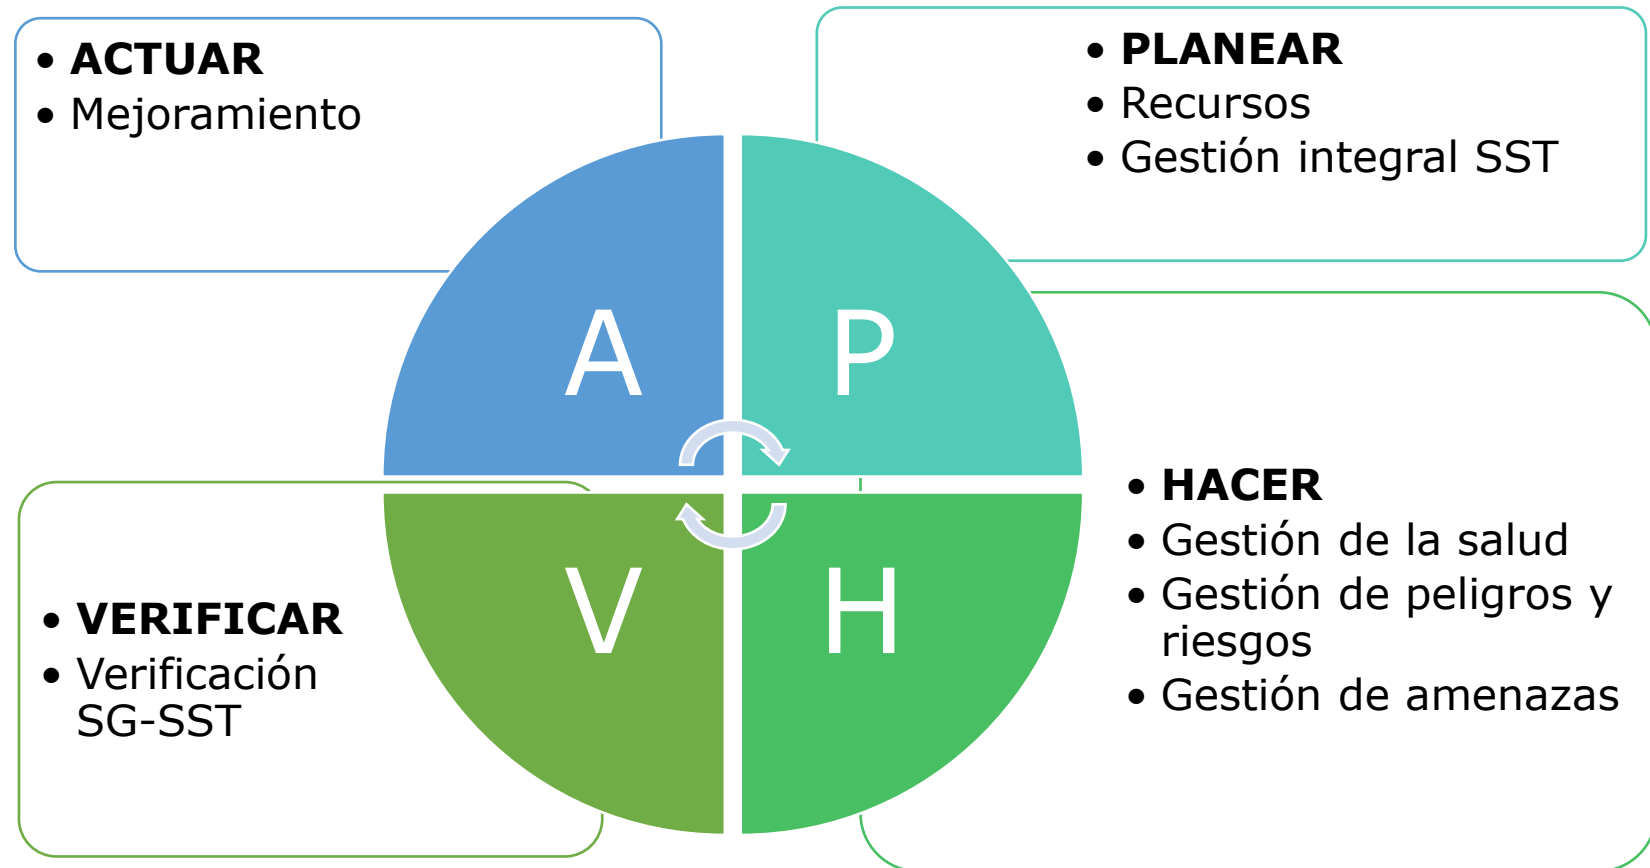 • ACTUAR
• Mejoramiento
• PLANEAR
• Recursos
• Gestión integral SST
A
P
• HACER
• Gestión de la salud
• Gestión de peligros y
riesgos
• Gestión de amenazas
• VERIFICAR
• Verificación
SG-SST
V
H